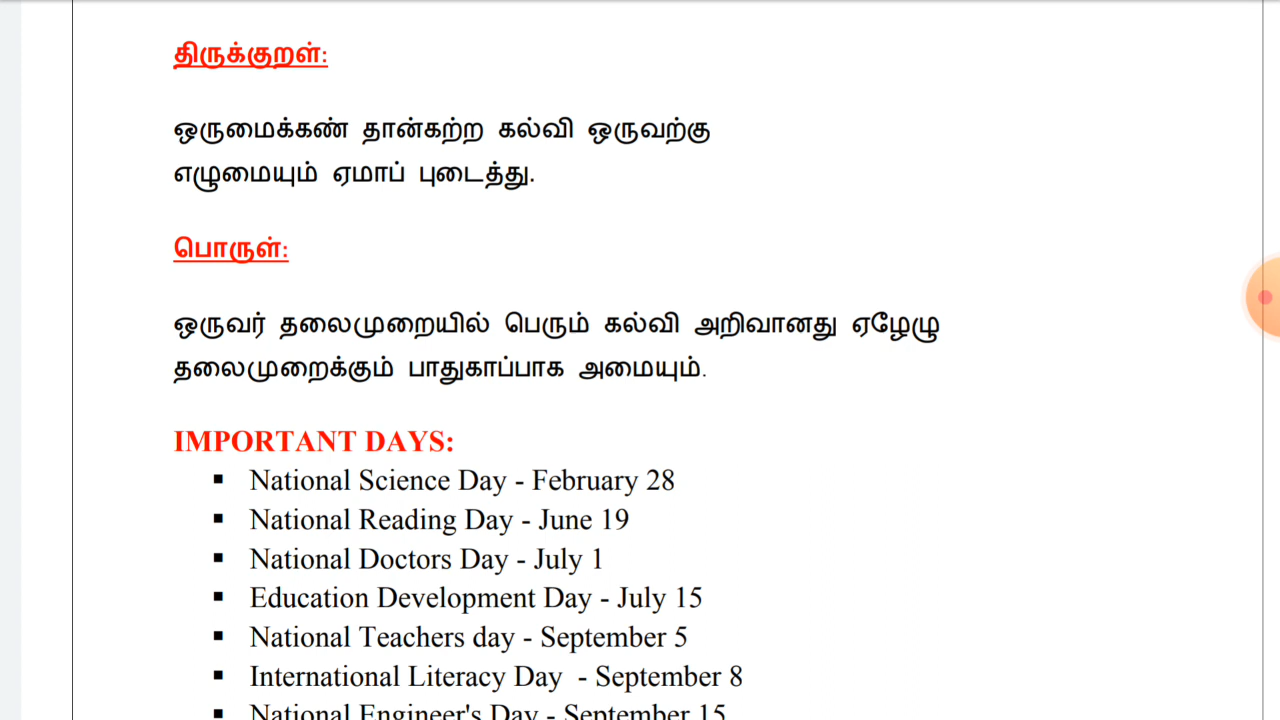 திருக்குறள்:
ஒருமைக்கண் தான்கற்ற கல்வி ஒருவற்கு
எழுமையும் ஏமாப் புடைத்து.
பொருள்:
ஒருவர் தலைமுறையில் பெரும் கல்வி அறிவானது ஏழேழு
தலைமுறைக்கும் பாதுகாப்பாக அமையும்.
IMPORTANT DAYS:
▪ National Science Day - February 28
▪ National Reading Day - June 19
▪ National Doctors Day - July 1
▪ Education Development Day - July 15
▪ National Teachers day - September 5
▪ International Literacy Day - September 8
▪ National Engineer's Day - September 15